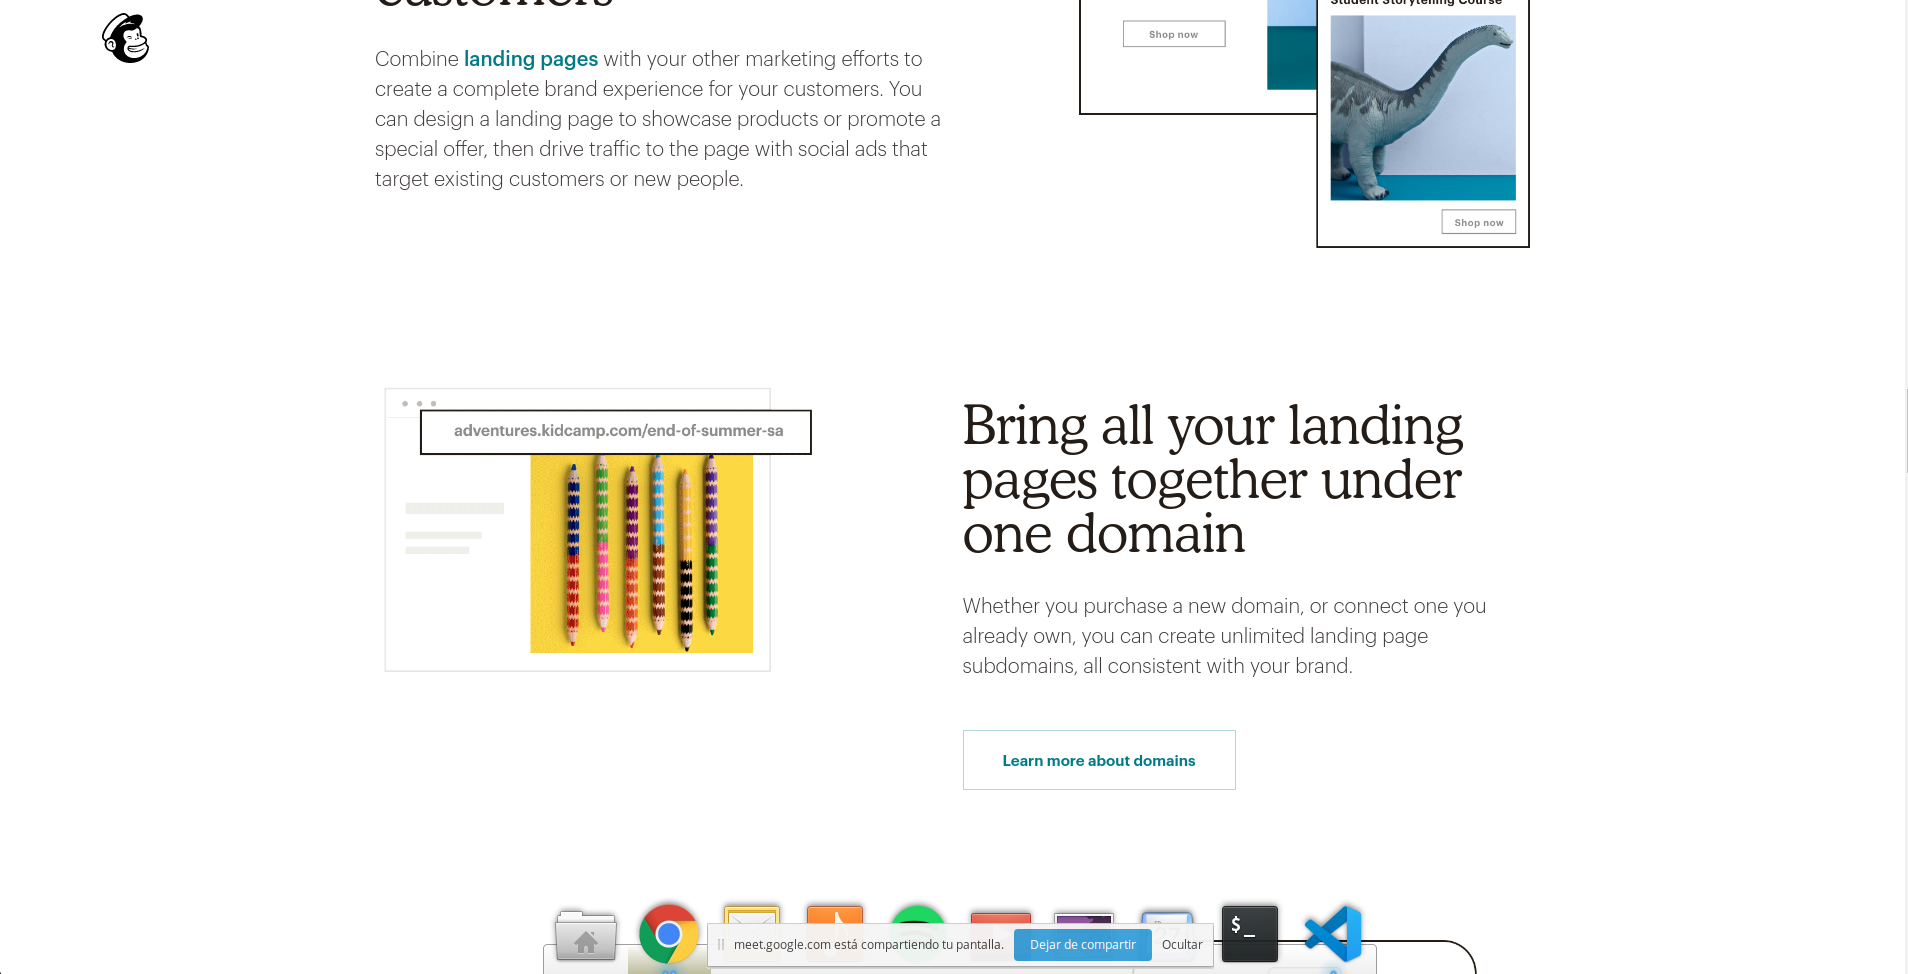 customers
Combine landing pages with your other marketing efforts to
create a complete brand experience for your customers. You
can design a landing page to showcase products or promote a
special offer, then drive traffic to the page with social ads that
target existing customers or new people.
Shop now
Student Storytelling Course
Shop now
adventures.kidcamp.com/end-of-summer-sa
Bring all your landing
pages together under
one domain
Whether you purchase a new domain, or connect one you
already own, you can create unlimited landing page
subdomains, all consistent with your brand.
Learn more about domains
$_
meet.google.com está compartiendo tu pantalla.
Dejar de compartir
Ocultar